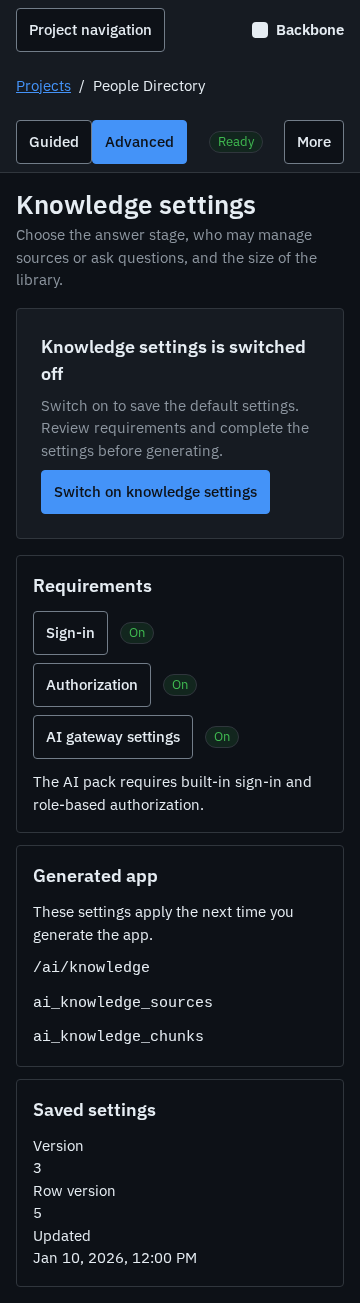 Project navigation
Backbone
Projects / People Directory
Guided
Advanced
Ready
More
Knowledge settings
Choose the answer stage, who may manage
sources or ask questions, and the size of the
library.
Knowledge settings is switched
off
Switch on to save the default settings.
Review requirements and complete the
settings before generating.
Switch on knowledge settings
Requirements
Sign-in
On
Authorization
On
AI gateway settings
On
The AI pack requires built-in sign-in and
role-based authorization.
Generated app
These settings apply the next time you
generate the app.
/ai/knowledge
ai_knowledge_sources
ai_knowledge_chunks
Saved settings
Version
3
Row version
5
Updated
Jan 10, 2026, 12:00 PM